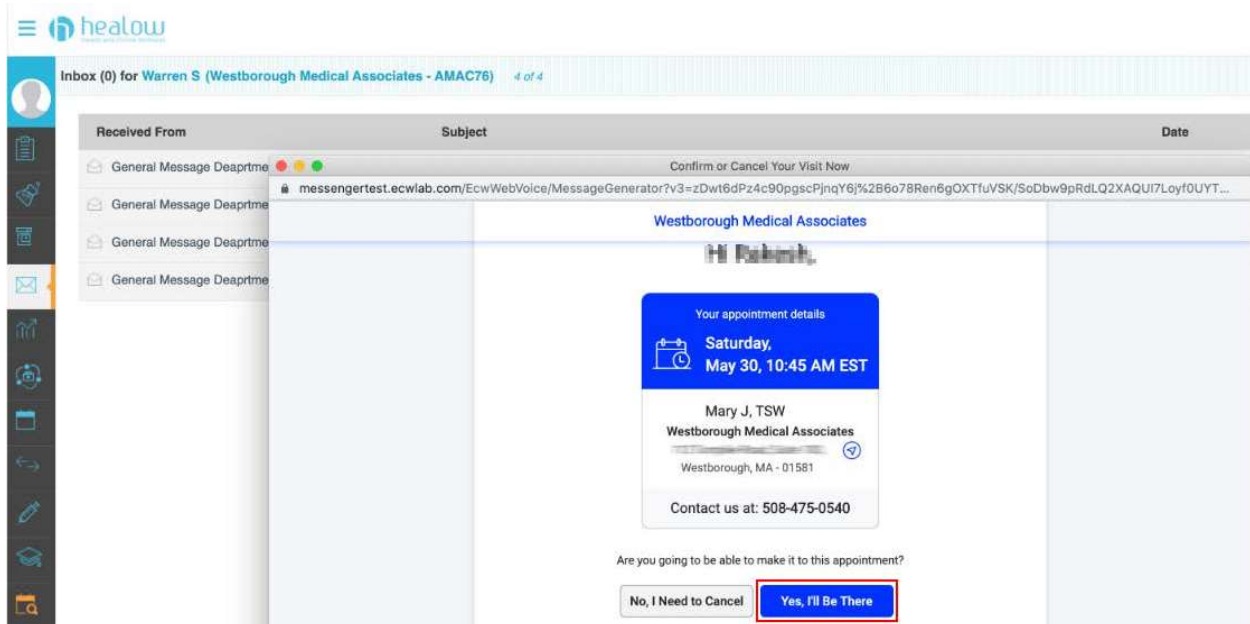 healow
Inbox (0) for Warren S (Westborough Medical Associates - AMAC76) 4 of 4
Received From Subject Date
General Message Deaprtme
General Message Deaprtme
General Message Deaprtme
General Message Deaprtme
Confirm or Cancel Your Visit Now
messengertest.ecwlab.com/EcwWebVoice/MessageGenerator?v3=zDwt6dPz4c90pgscPjnqY6j%2B6o78Ren6gOXTfuVSK/SoDbw9pRdLQ2XAQUI7Loyf0UYT...
Westborough Medical Associates
Your appointment details
Saturday,
May 30, 10:45 AM EST
Mary J, TSW
Westborough Medical Associates
Westborough, MA - 01581
Contact us at: 508-475-0540
Are you going to be able to make it to this appointment?
No, I Need to Cancel Yes, I'll Be There